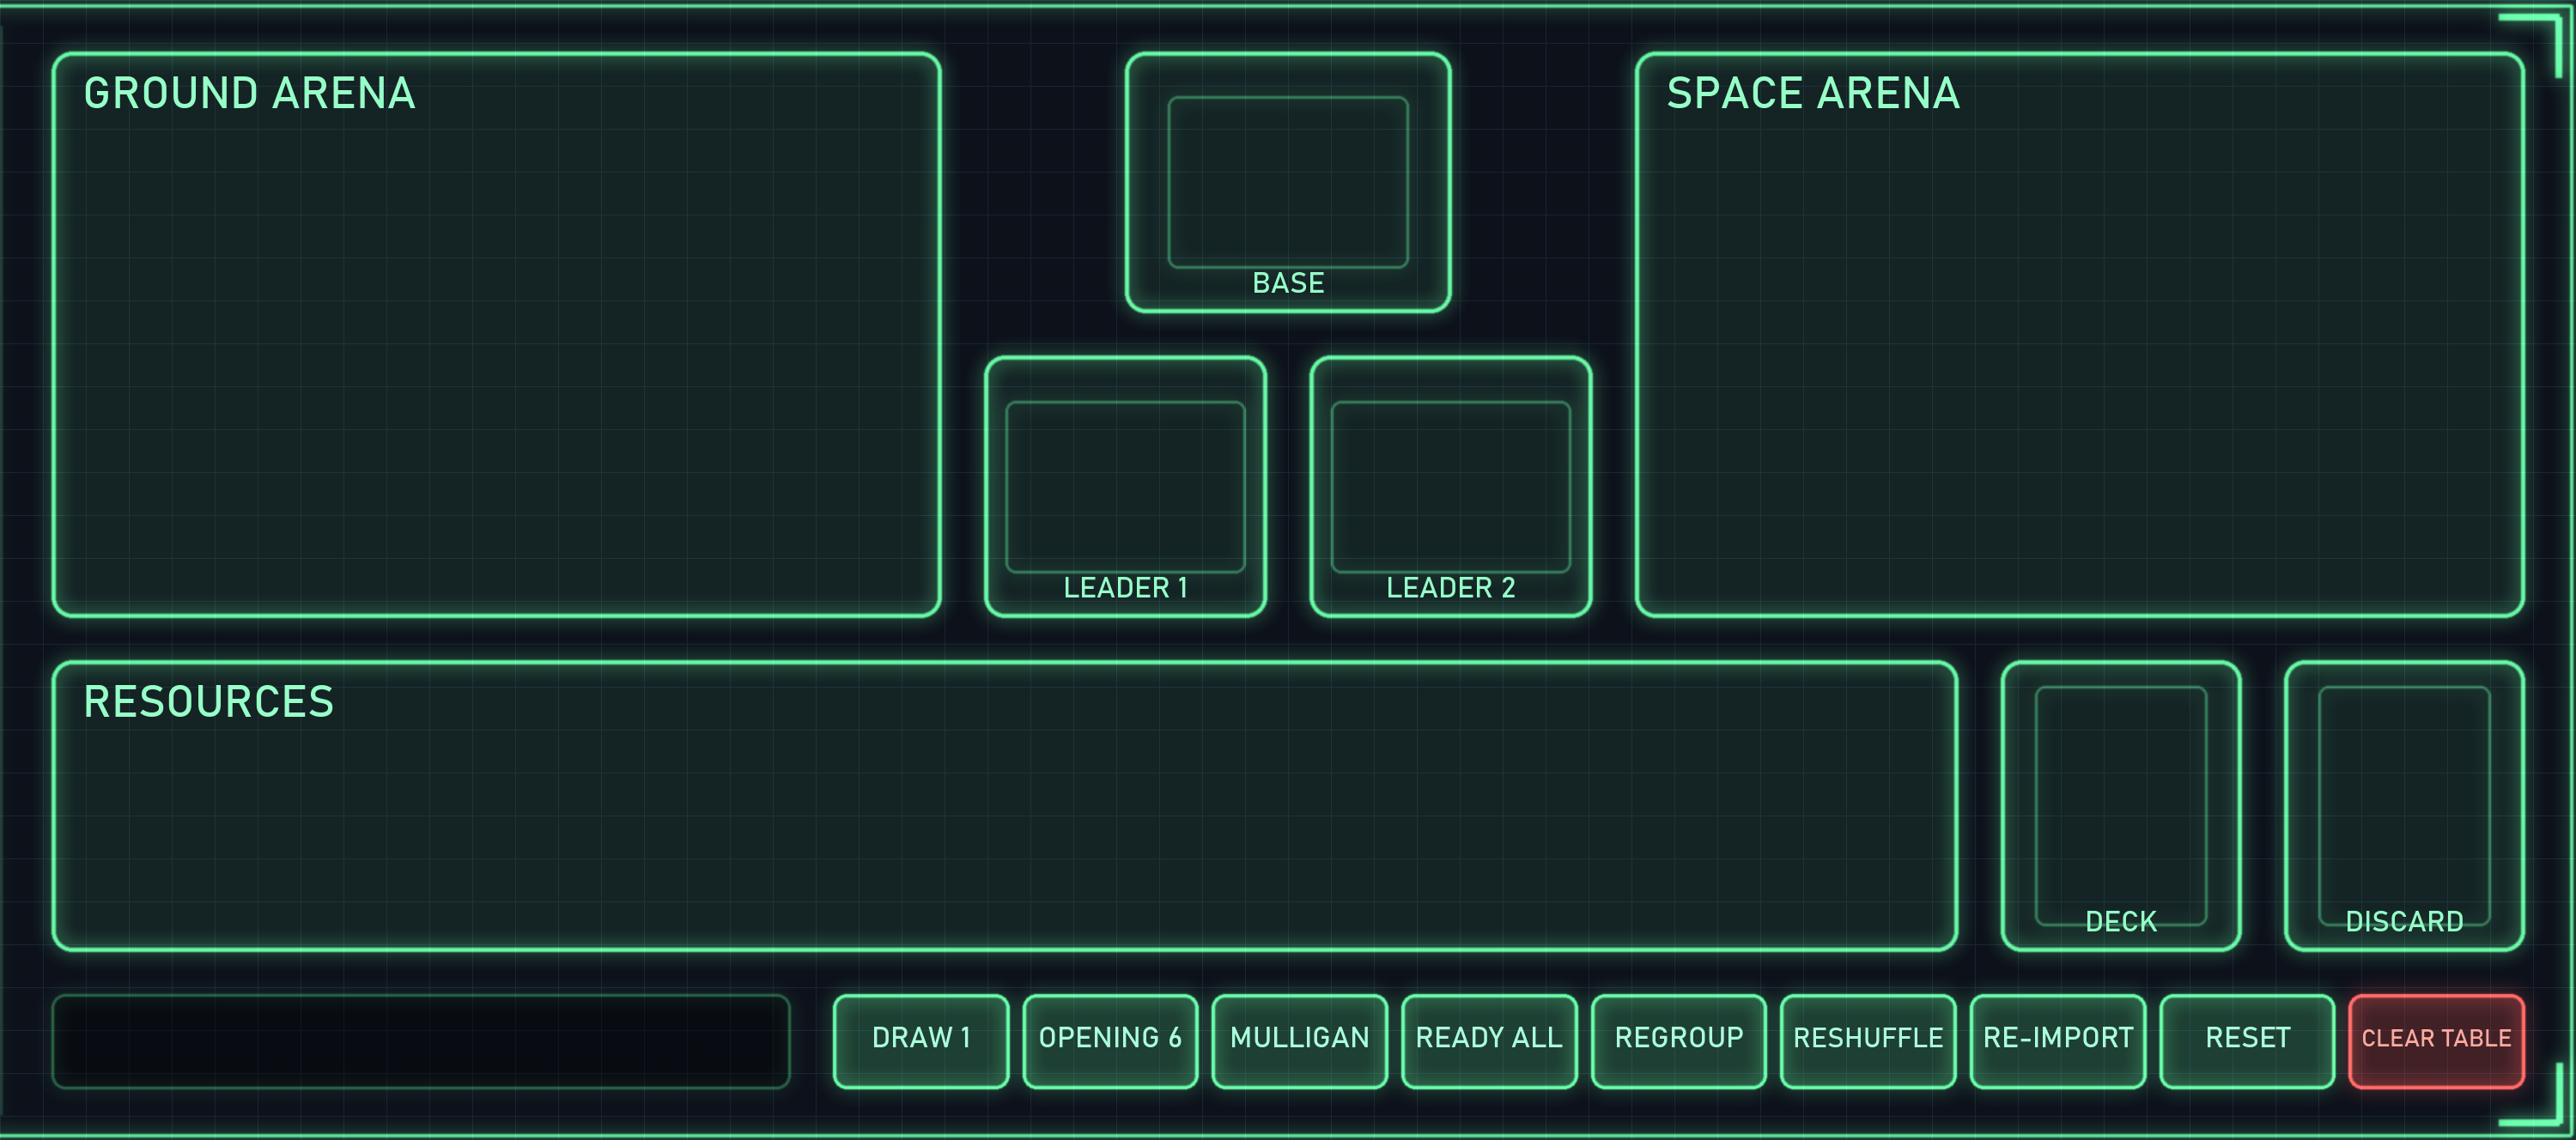 GROUND ARENA
BASE
SPACE ARENA
LEADER 1
LEADER 2
RESOURCES
DECK
DISCARD
DRAW 1
OPENING 6
MULLIGAN
READY ALL
REGROUP
RESHUFFLE
RE-IMPORT
RESET
CLEAR TABLE